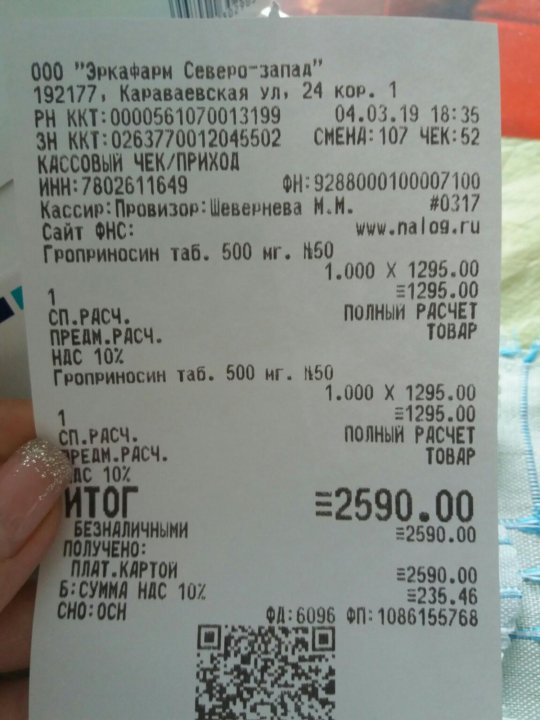 ООО "Эркафарм Северо-запад"
192177, Караваевская ул, 24 кор. 1
РН ККТ:0000561070013199 04.03.19 18:35
ЗН ККТ:0263770012045502 СМЕНА:107 ЧЕК:52
КАССОВЫЙ ЧЕК/ПРИХОД
ИНН:7802611649 ФН:9288000100007100
Кассир:Провизор:Шевернева М.М. #0317
Сайт ФНС: www.nalog.ru
Гроприносин таб. 500 мг. №50
1.000 X 1295.00
1 ≡1295.00
СП.РАСЧ. ПОЛНЫЙ РАСЧЕТ
ПРЕДМ.РАСЧ. ТОВАР
НДС 10%
Гроприносин таб. 500 мг. №50
1.000 X 1295.00
1 ≡1295.00
СП.РАСЧ. ПОЛНЫЙ РАСЧЕТ
ПРЕДМ.РАСЧ. ТОВАР
НДС 10%
ИТОГ ≡2590.00
БЕЗНАЛИЧНЫМИ ≡2590.00
ПОЛУЧЕНО:
ПЛАТ.КАРТОЙ ≡2590.00
Б:СУММА НДС 10% ≡235.46
СНО:ОСН ФД:6096 ФП:1086155768